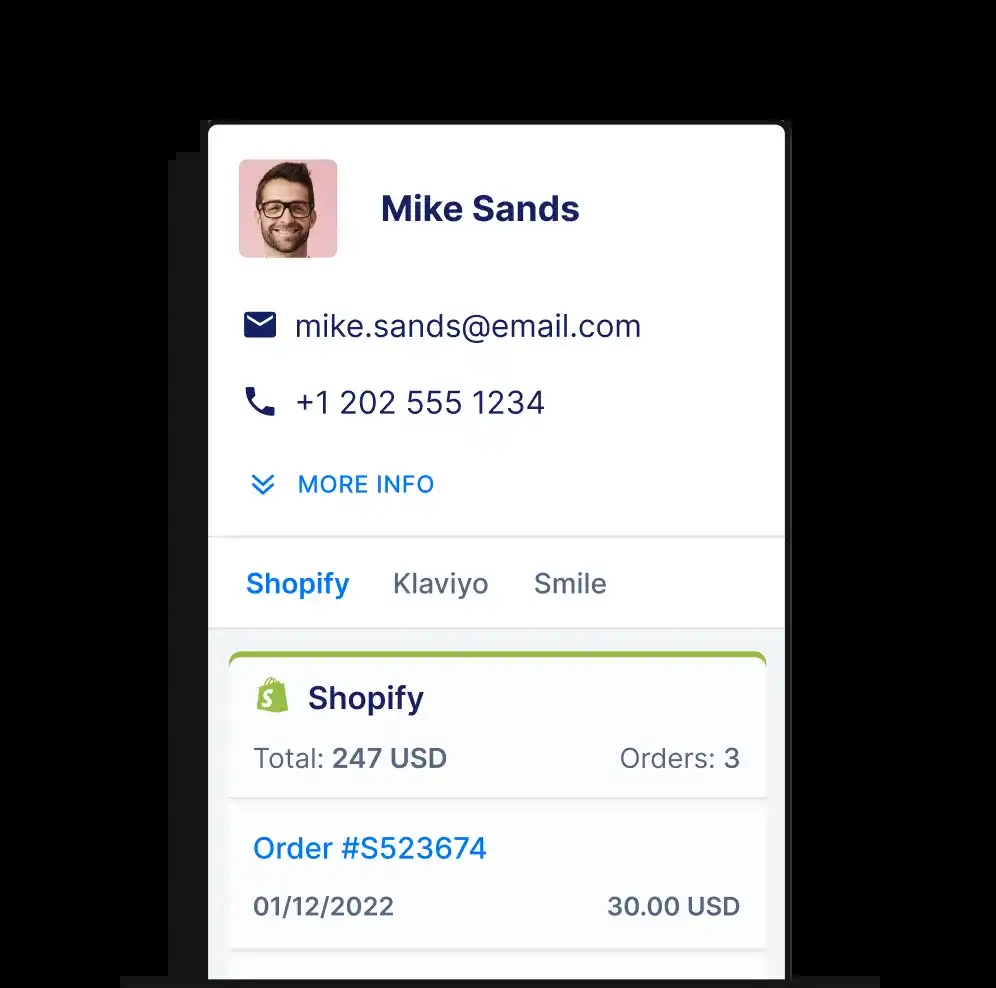 Mike Sands
mike.sands@email.com
+1 202 555 1234
MORE INFO
Shopify Klaviyo Smile
Shopify
Total: 247 USD Orders: 3
Order #S523674
01/12/2022 30.00 USD